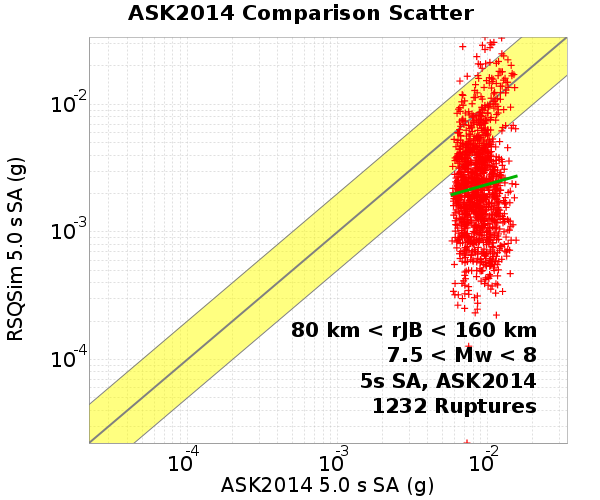 ASK2014 Comparison Scatter
RSQSim 5.0 s SA (g)
10-2
10-3
10-4
80 km < rJB < 160 km
7.5 < Mw < 8
5s SA, ASK2014
1232 Ruptures
10-4
10-3
10-2
ASK2014 5.0 s SA (g)